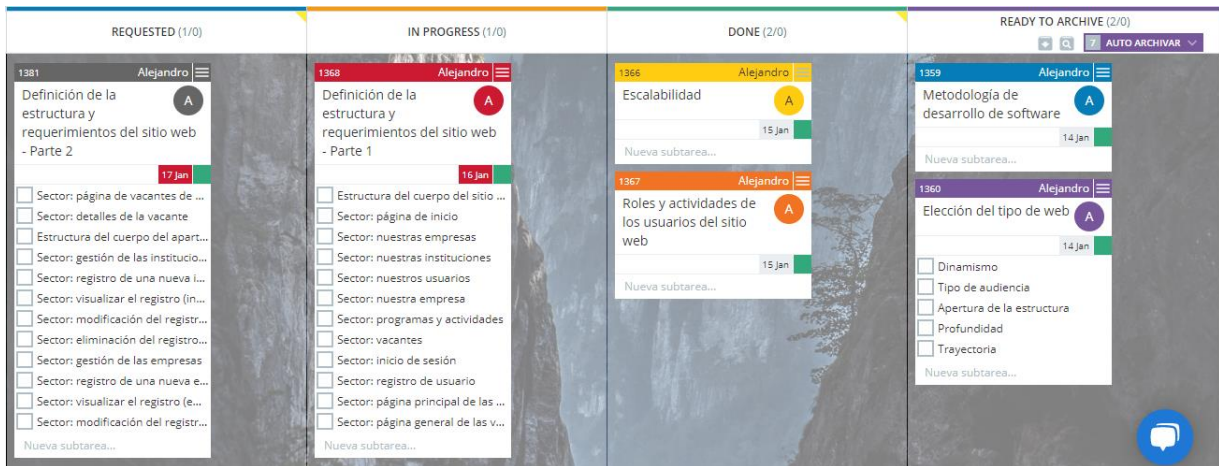 REQUESTED (1/0)
IN PROGRESS (1/0)
DONE (2/0)
READY TO ARCHIVE (2/0)
7 AUTO ARCHIVAR
1381 Alejandro
Definición de la
estructura y
requerimientos del sitio web
- Parte 2
A
17 Jan
Sector: página de vacantes de ...
Sector: detalles de la vacante
Estructura del cuerpo del apart...
Sector: gestión de las institucio...
Sector: registro de una nueva i...
Sector: visualizar el registro (in...
Sector: modificación del registr...
Sector: eliminación del registro...
Sector: gestión de las empresas
Sector: registro de una nueva e...
Sector: visualizar el registro (e...
Sector: modificación del registr...
Nueva subtarea...
1368 Alejandro
Definición de la
estructura y
requerimientos del sitio web
- Parte 1
A
16 Jan
Estructura del cuerpo del sitio ...
Sector: página de inicio
Sector: nuestras empresas
Sector: nuestras instituciones
Sector: nuestros usuarios
Sector: nuestra empresa
Sector: programas y actividades
Sector: vacantes
Sector: inicio de sesión
Sector: registro de usuario
Sector: página principal de las ...
Sector: página general de las v...
Nueva subtarea...
1366 Alejandro
Escalabilidad
A
15 Jan
Nueva subtarea...
1367 Alejandro
Roles y actividades de
los usuarios del sitio
web
A
15 Jan
Nueva subtarea...
1359 Alejandro
Metodología de
desarrollo de software
A
14 Jan
Nueva subtarea...
1360 Alejandro
Elección del tipo de web
A
14 Jan
Dinamismo
Tipo de audiencia
Apertura de la estructura
Profundidad
Trayectoria
Nueva subtarea...